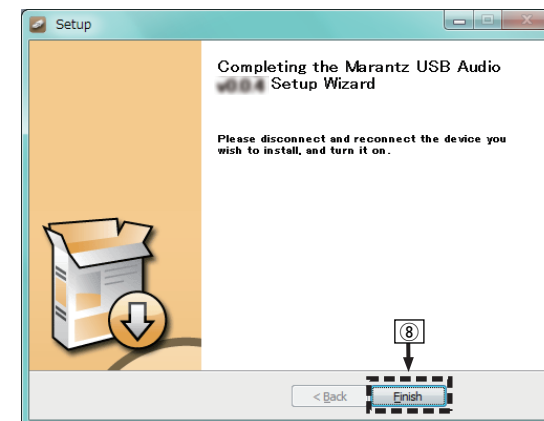 Setup
Completing the Marantz USB Audio
Setup Wizard
Please disconnect and reconnect the device you
wish to install, and turn it on.
⑧
< Back
Finish